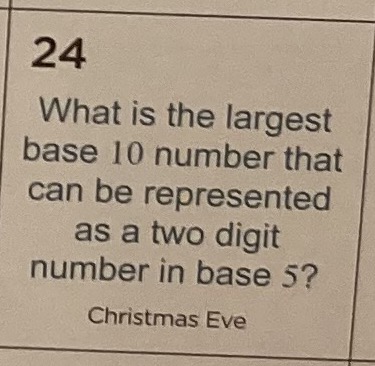 24
What is the largest
base 10 number that
can be represented
as a two digit
number in base 5?
Christmas Eve